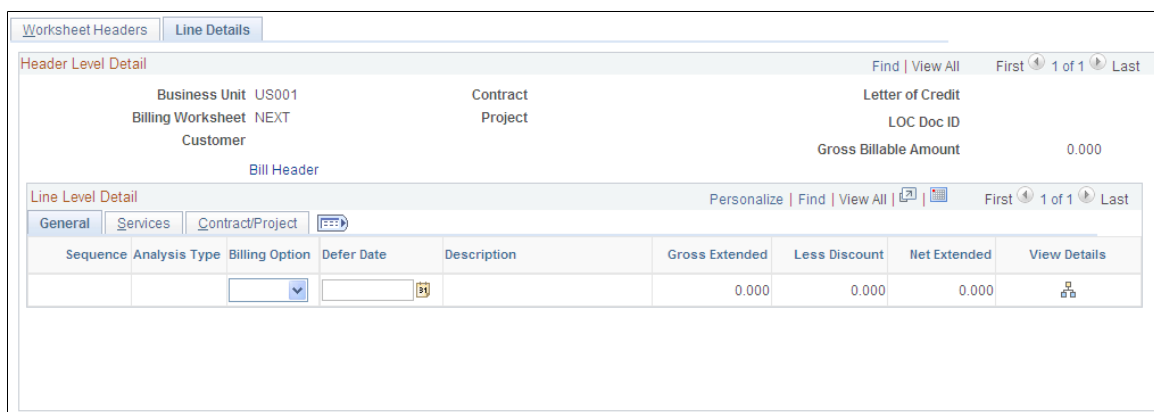 Worksheet Headers Line Details
Header Level Detail Find | View All First 1 of 1 Last
Business Unit US001 Contract Letter of Credit
Billing Worksheet NEXT Project LOC Doc ID
Customer Gross Billable Amount 0.000
Bill Header
Line Level Detail Personalize | Find | View All | | First 1 of 1 Last
General Services Contract/Project
Sequence Analysis Type Billing Option Defer Date Description Gross Extended Less Discount Net Extended View Details
31 0.000 0.000 0.000